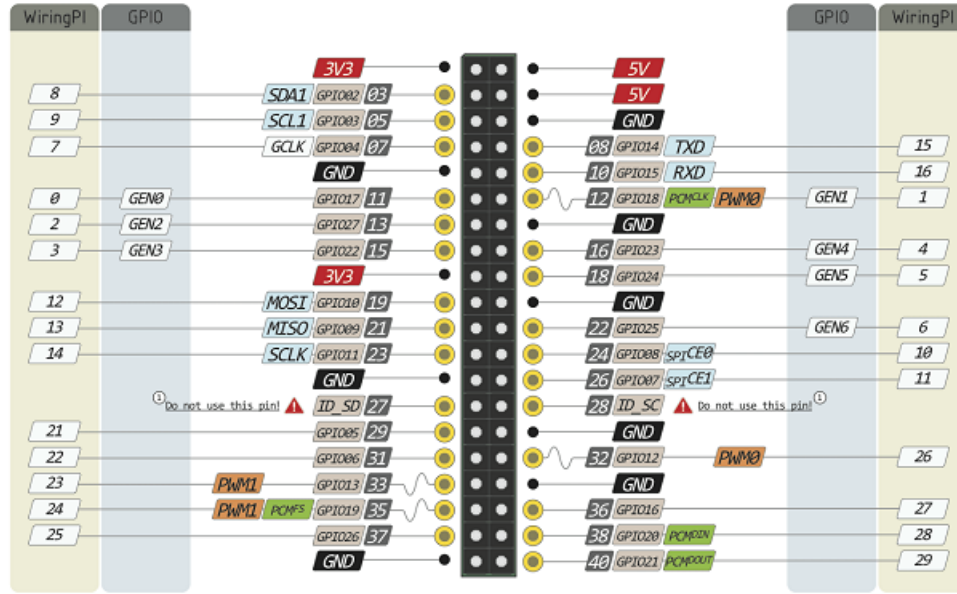 WiringPI GPIO GPIO WiringPI
3V3 5V
8 SDA1 GPIO02 03 5V
9 SCL1 GPIO03 05 GND
7 GCLK GPIO04 07 08 GPIO14 TXD 15
GND 10 GPIO15 RXD 16
0 GEN0 GPIO17 11 12 GPIO18 PCMCLK PWM0 GEN1 1
2 GEN2 GPIO27 13 GND
3 GEN3 GPIO22 15 16 GPIO23 GEN4 4
3V3 18 GPIO24 GEN5 5
12 MOSI GPIO10 19 GND
13 MISO GPIO09 21 22 GPIO25 GEN6 6
14 SCLK GPIO11 23 24 GPIO08 SPICE0 10
GND 26 GPIO07 SPICE1 11
1 Do not use this pin! ID_SD 27 28 ID_SC Do not use this pin! 1
21 GPIO05 29 GND
22 GPIO06 31 32 GPIO12 PWM0 26
23 PWM1 GPIO13 33 GND
24 PWM1 PCMFS GPIO19 35 36 GPIO16 27
25 GPIO26 37 38 GPIO20 PCMDIN 28
GND 40 GPIO21 PCMDOUT 29